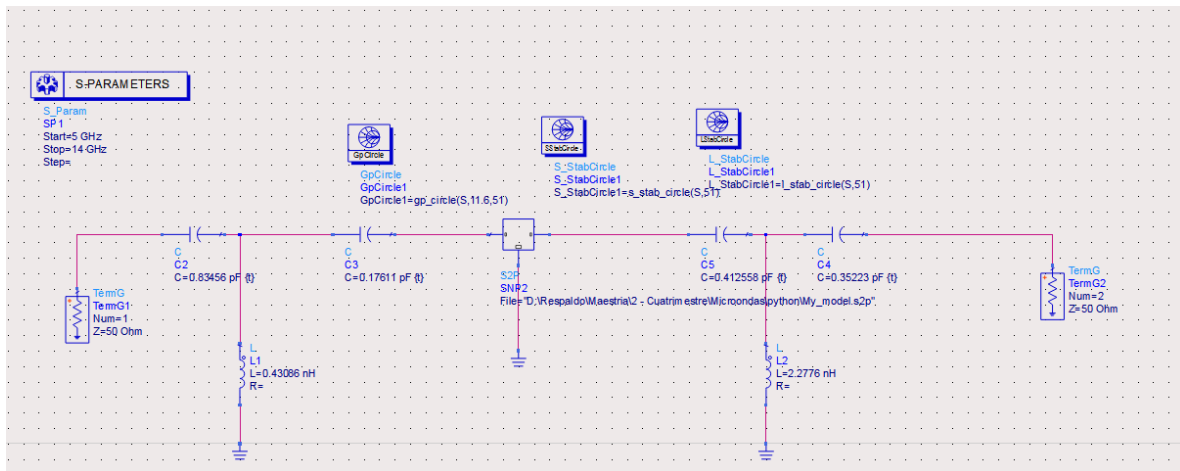 S-PARAMETERS
S_Param
SP1
Start=5 GHz
Stop=14 GHz
Step=
GpCircle
GpCircle
GpCircle1
GpCircle1=gp_circle(S,11.6,51)
SStabCircle
S_StabCircle
S_StabCircle1
S_StabCircle1=s_stab_circle(S,51)
LStabCircle
L_StabCircle
L_StabCircle1
L_StabCircle1=l_stab_circle(S,51)
C
C2
C=0.83456 pF {t}
C
C3
C=0.17611 pF {t}
S2P
SNP2
File="D:\Respaldo\Maestria\2 - Cuatrimestre\Microondas\python\My_model.s2p"
C
C5
C=0.412558 pF {t}
C
C4
C=0.35223 pF {t}
TermG
TermG1
Num=1
Z=50 Ohm
TermG
TermG2
Num=2
Z=50 Ohm
L
L1
L=0.43086 nH
R=
L
L2
L=2.2776 nH
R=